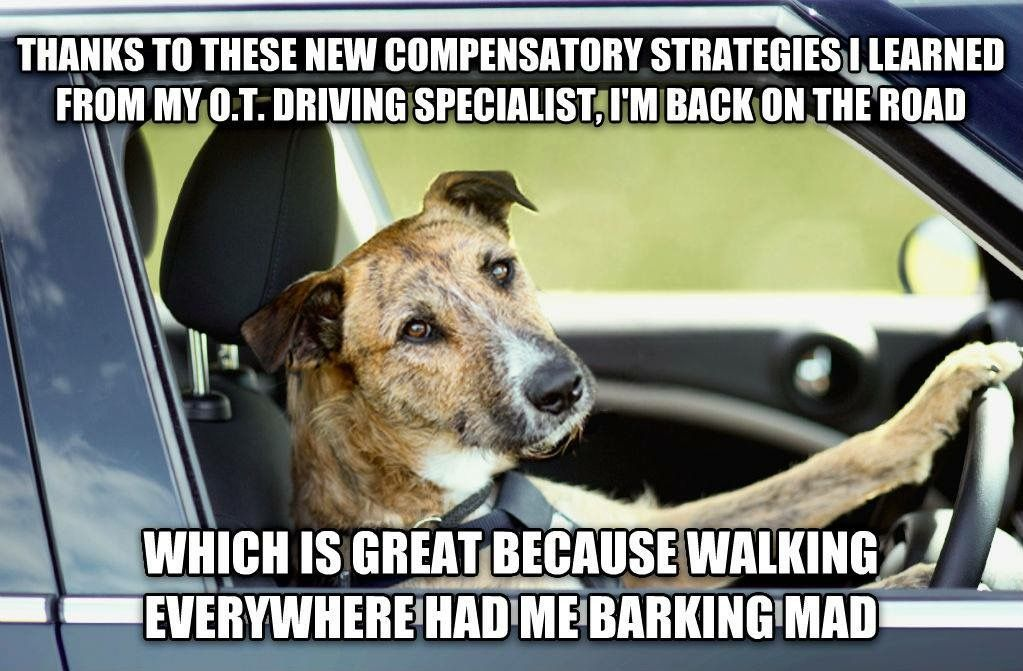 THANKS TO THESE NEW COMPENSATORY STRATEGIES I LEARNED
FROM MY O.T. DRIVING SPECIALIST, I'M BACK ON THE ROAD
WHICH IS GREAT BECAUSE WALKING
EVERYWHERE HAD ME BARKING MAD